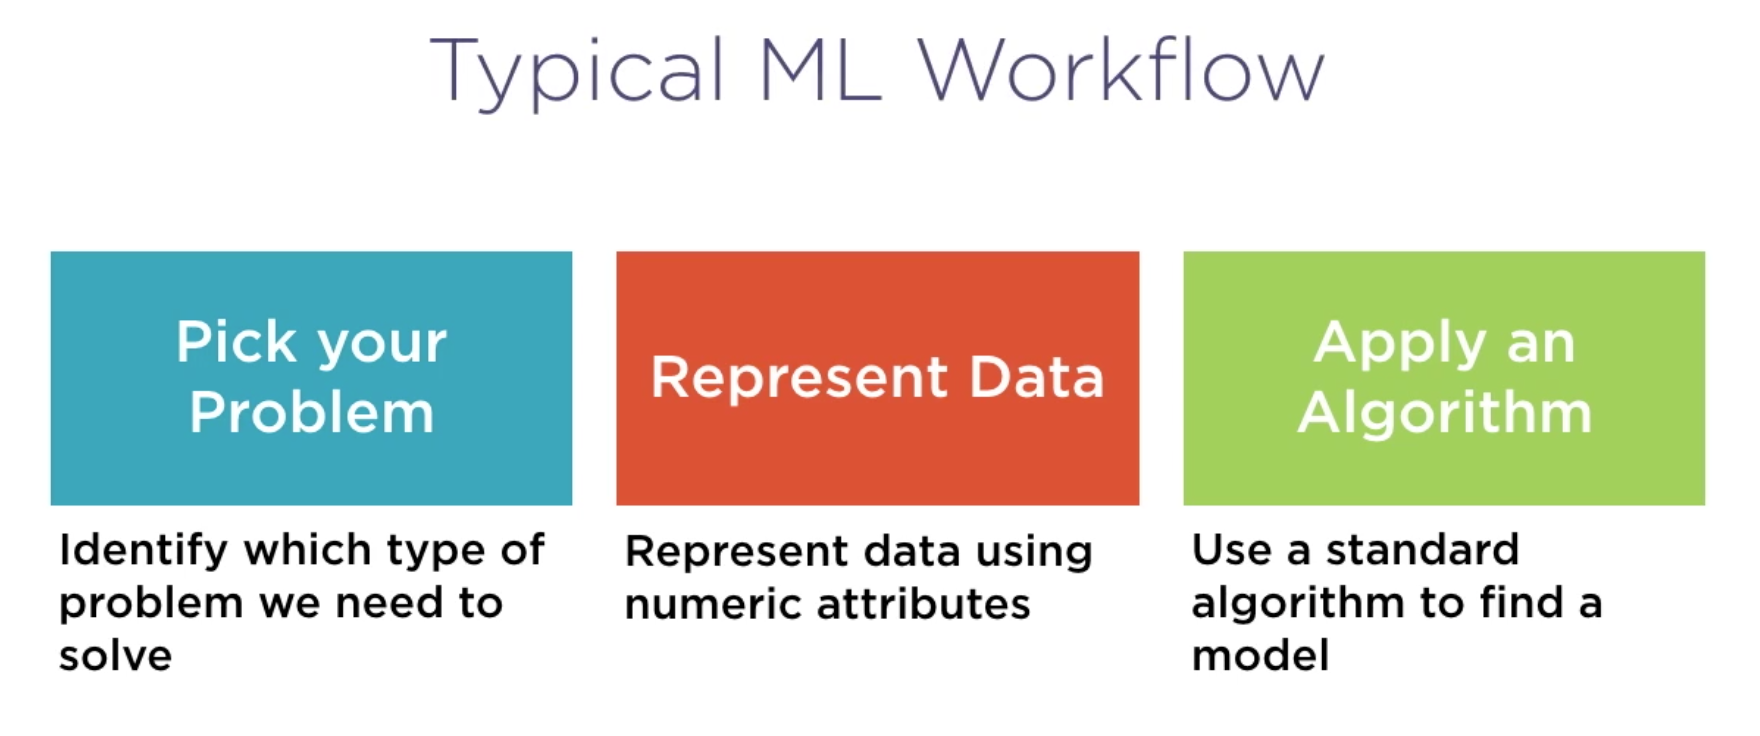 Typical ML Workflow
Pick your
Problem
Identify which type of
problem we need to
solve
Represent Data
Represent data using
numeric attributes
Apply an
Algorithm
Use a standard
algorithm to find a
model